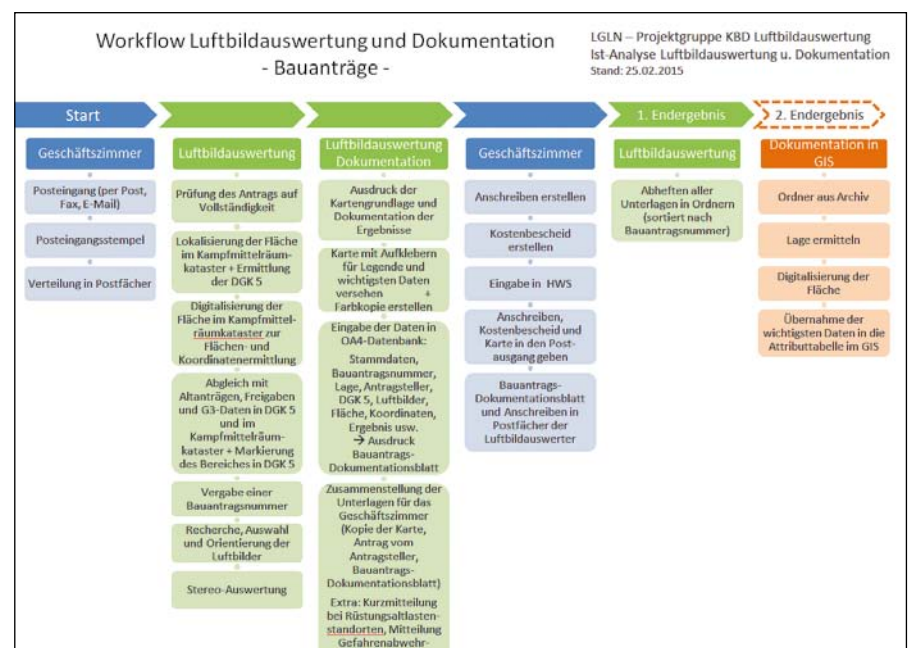 Workflow Luftbildauswertung und Dokumentation
- Bauanträge -
LGLN – Projektgruppe KBD Luftbildauswertung
Ist-Analyse Luftbildauswertung u. Dokumentation
Stand: 25.02.2015
Start
1. Endergebnis
2. Endergebnis
Geschäftszimmer
Posteingang (per Post,
Fax, E-Mail)
Posteingangsstempel
Verteilung in Postfächer
Luftbildauswertung
Prüfung des Antrags auf
Vollständigkeit
Lokalisierung der Fläche
im Kampfmittelräum-
kataster + Ermittlung
der DGK 5
Digitalisierung der
Fläche im Kampfmittel-
räumkataster zur
Flächen- und
Koordinatenermittlung
Abgleich mit
Altanträgen, Freigaben
und G3-Daten in DGK 5
und im
Kampfmittelräum-
kataster + Markierung
des Bereiches in DGK 5
Vergabe einer
Bauantragsnummer
Recherche, Auswahl
und Orientierung der
Luftbilder
Stereo-Auswertung
Luftbildauswertung
Dokumentation
Ausdruck der
Kartengrundlage und
Dokumentation der
Ergebnisse
Karte mit Aufklebern
für Legende und
wichtigsten Daten
versehen +
Farbkopie erstellen
Eingabe der Daten in
OA4-Datenbank:
Stammdaten,
Bauantragsnummer,
Lage, Antragsteller,
DGK 5, Luftbilder,
Fläche, Koordinaten,
Ergebnis usw.
→ Ausdruck
Bauantrags-
Dokumentationsblatt
Zusammenstellung der
Unterlagen für das
Geschäftszimmer
(Kopie der Karte,
Antrag vom
Antragsteller,
Bauantrags-
Dokumentationsblatt)
Extra: Kurzmitteilung
bei Rüstungsaltlasten-
standorten, Mitteilung
Gefahrenabwehr-
Geschäftszimmer
Anschreiben erstellen
Kostenbescheid
erstellen
Eingabe in HWS
Anschreiben,
Kostenbescheid und
Karte in den Post-
ausgang geben
Bauantrags-
Dokumentationsblatt
und Anschreiben in
Postfächer der
Luftbildauswerter
Luftbildauswertung
Abheften aller
Unterlagen in Ordnern
(sortiert nach
Bauantragsnummer)
Dokumentation in
GIS
Ordner aus Archiv
Lage ermitteln
Digitalisierung der
Fläche
Übernahme der
wichtigsten Daten in die
Attributtabelle im GIS